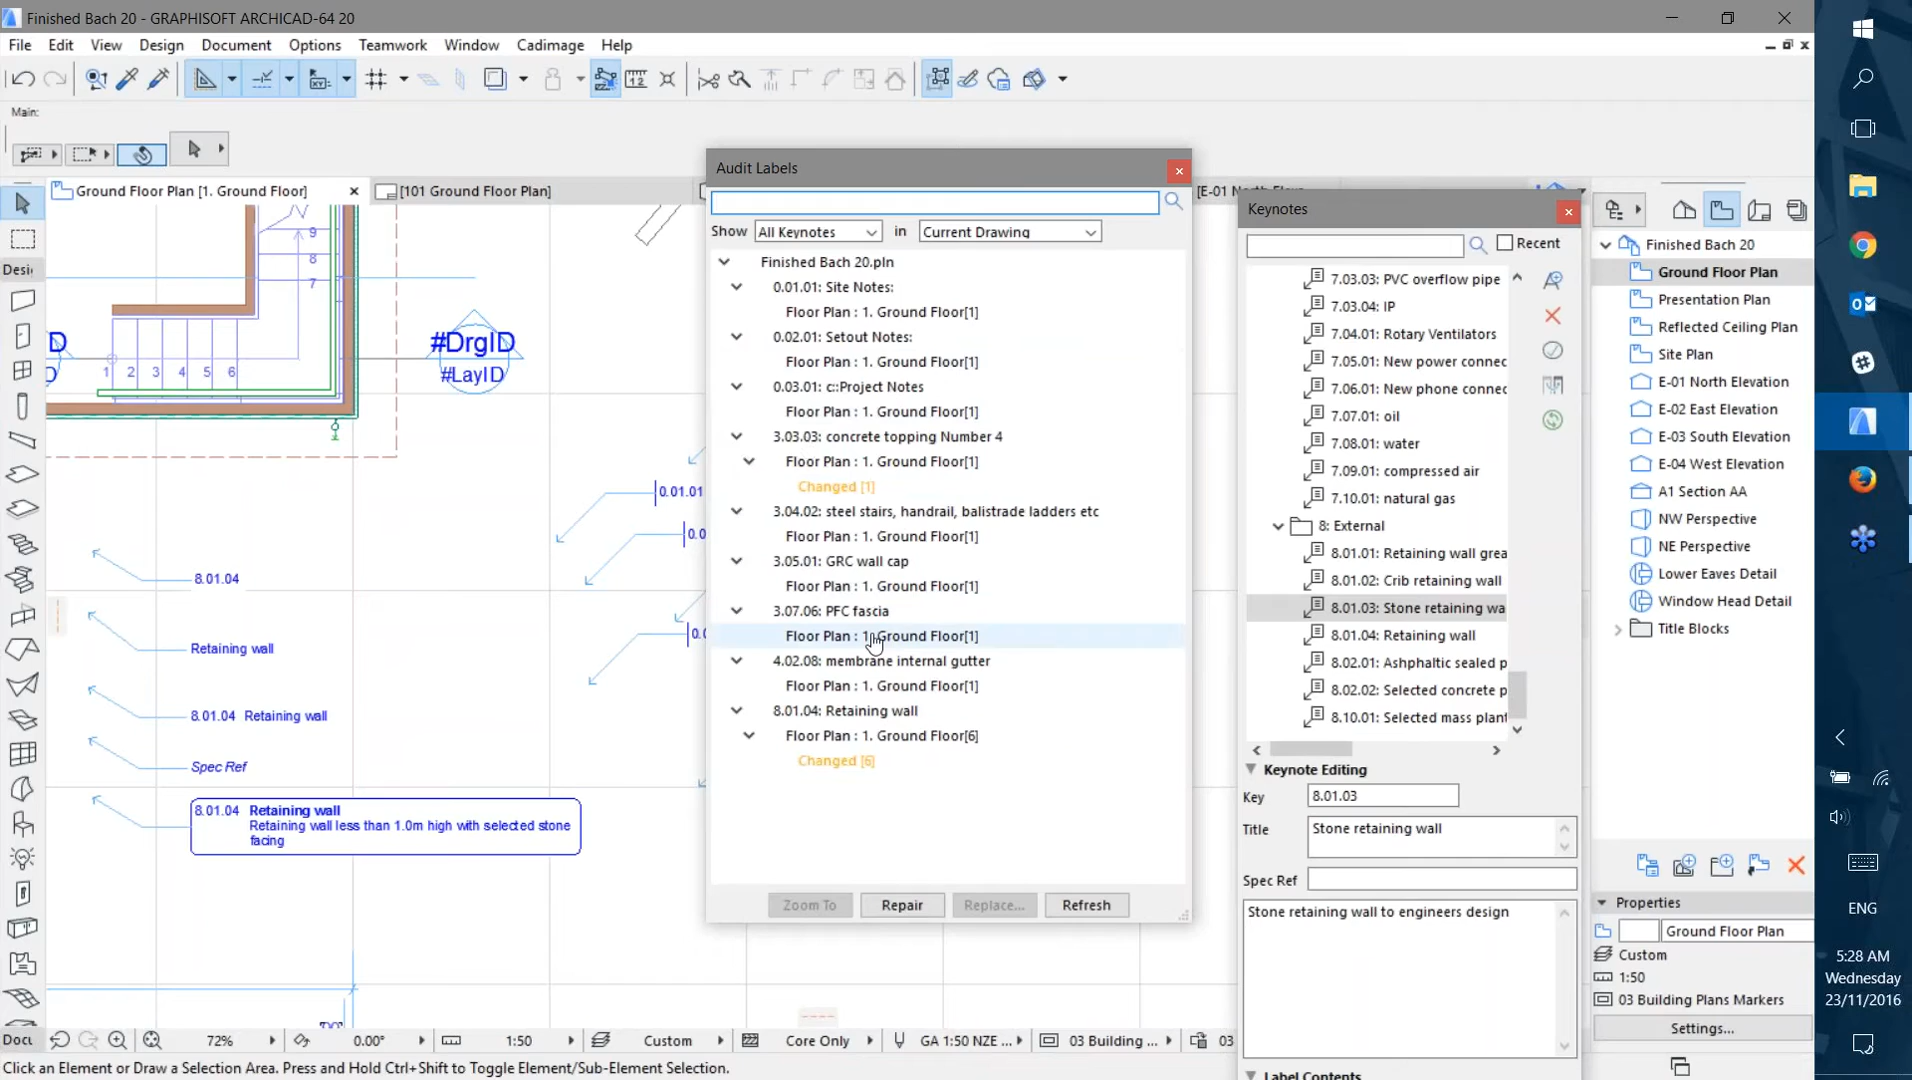 Finished Bach 20 - GRAPHISOFT ARCHICAD-64 20
File Edit View Design Document Options Teamwork Window Cadimage Help
Main:
Ground Floor Plan [1. Ground Floor]
[101 Ground Floor Plan]
Desi
9
8
7
1 2 3 4 5 6
#DrgID
#LayID
D
8.01.04
Retaining wall
8.01.04 Retaining wall
Spec Ref
8.01.04 Retaining wall
Retaining wall less than 1.0m high with selected stone
facing
0.01.01
Audit Labels
Show All Keynotes in Current Drawing
Finished Bach 20.pln
0.01.01: Site Notes:
Floor Plan : 1. Ground Floor[1]
0.02.01: Setout Notes:
Floor Plan : 1. Ground Floor[1]
0.03.01: c::Project Notes
Floor Plan : 1. Ground Floor[1]
3.03.03: concrete topping Number 4
Floor Plan : 1. Ground Floor[1]
Changed [1]
3.04.02: steel stairs, handrail, balistrade ladders etc
Floor Plan : 1. Ground Floor[1]
3.05.01: GRC wall cap
Floor Plan : 1. Ground Floor[1]
3.07.06: PFC fascia
Floor Plan : 1. Ground Floor[1]
4.02.08: membrane internal gutter
Floor Plan : 1. Ground Floor[1]
8.01.04: Retaining wall
Floor Plan : 1. Ground Floor[6]
Changed [6]
Zoom To Repair Replace... Refresh
Keynotes
Recent
7.03.03: PVC overflow pipe
7.03.04: IP
7.04.01: Rotary Ventilators
7.05.01: New power connec
7.06.01: New phone connec
7.07.01: oil
7.08.01: water
7.09.01: compressed air
7.10.01: natural gas
8: External
8.01.01: Retaining wall grea
8.01.02: Crib retaining wall
8.01.03: Stone retaining wa
8.01.04: Retaining wall
8.02.01: Ashphaltic sealed p
8.02.02: Selected concrete p
8.10.01: Selected mass plant
Keynote Editing
Key 8.01.03
Title Stone retaining wall
Spec Ref
Stone retaining wall to engineers design
Label Contents
Finished Bach 20
Ground Floor Plan
Presentation Plan
Reflected Ceiling Plan
Site Plan
E-01 North Elevation
E-02 East Elevation
E-03 South Elevation
E-04 West Elevation
A1 Section AA
NW Perspective
NE Perspective
Lower Eaves Detail
Window Head Detail
Title Blocks
Properties
Ground Floor Plan
Custom
1:50
03 Building Plans Markers
Settings...
ENG
5:28 AM
Wednesday
23/11/2016
Docu
72% 0.00° 1:50 Custom Core Only GA 1:50 NZE ... 03 Building ... 03
Click an Element or Draw a Selection Area. Press and Hold Ctrl+Shift to Toggle Element/Sub-Element Selection.